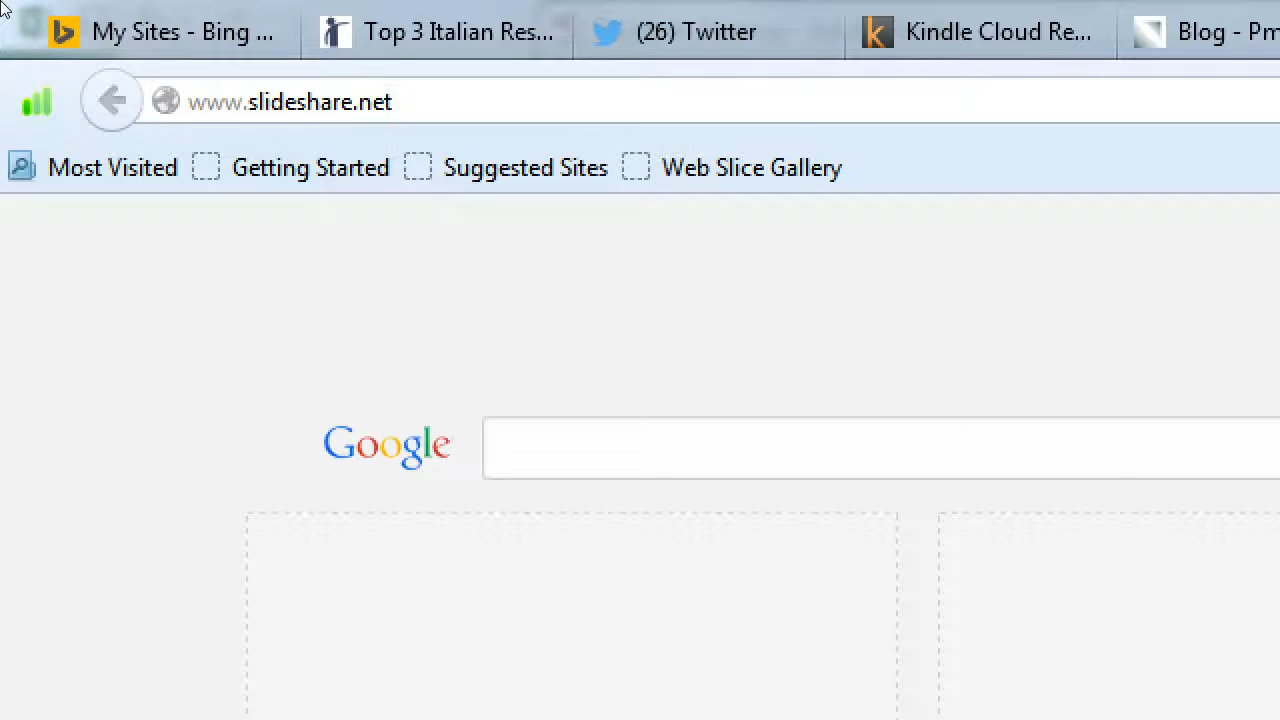 My Sites - Bing ... Top 3 Italian Res... (26) Twitter Kindle Cloud Re... Blog - Pm
www.slideshare.net
Most Visited Getting Started Suggested Sites Web Slice Gallery
Google